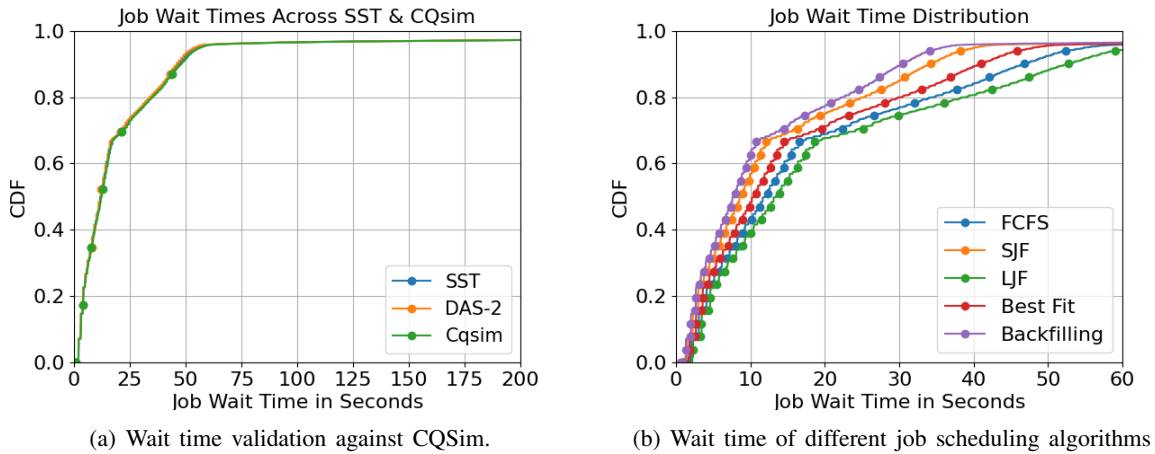 Job Wait Times Across SST & CQsim
1.0
0.8
0.6
0.4
0.2
0.0
CDF
SST
DAS-2
Cqsim
0 25 50 75 100 125 150 175 200
Job Wait Time in Seconds
(a) Wait time validation against CQSim.
Job Wait Time Distribution
1.0
0.8
0.6
0.4
0.2
0.0
CDF
FCFS
SJF
LJF
Best Fit
Backfilling
0 10 20 30 40 50 60
Job Wait Time in Seconds
(b) Wait time of different job scheduling algorithms